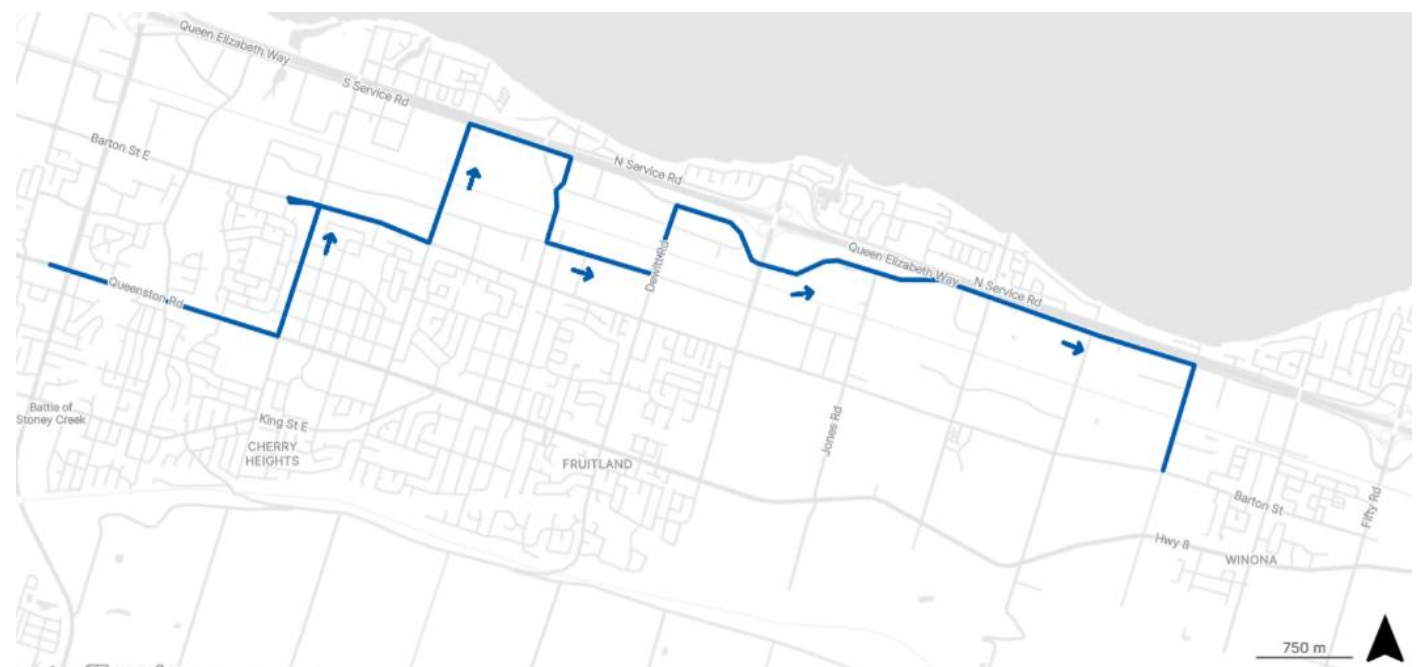 Queen Elizabeth Way
S Service Rd
Barton St E
N Service Rd
Queenston Rd
Dewitt Rd
Queen Elizabeth Way
N Service Rd
Battle of
Stoney Creek
King St E
CHERRY
HEIGHTS
FRUITLAND
Jones Rd
Barton St
Fifty Rd
Hwy 8
WINONA
750 m